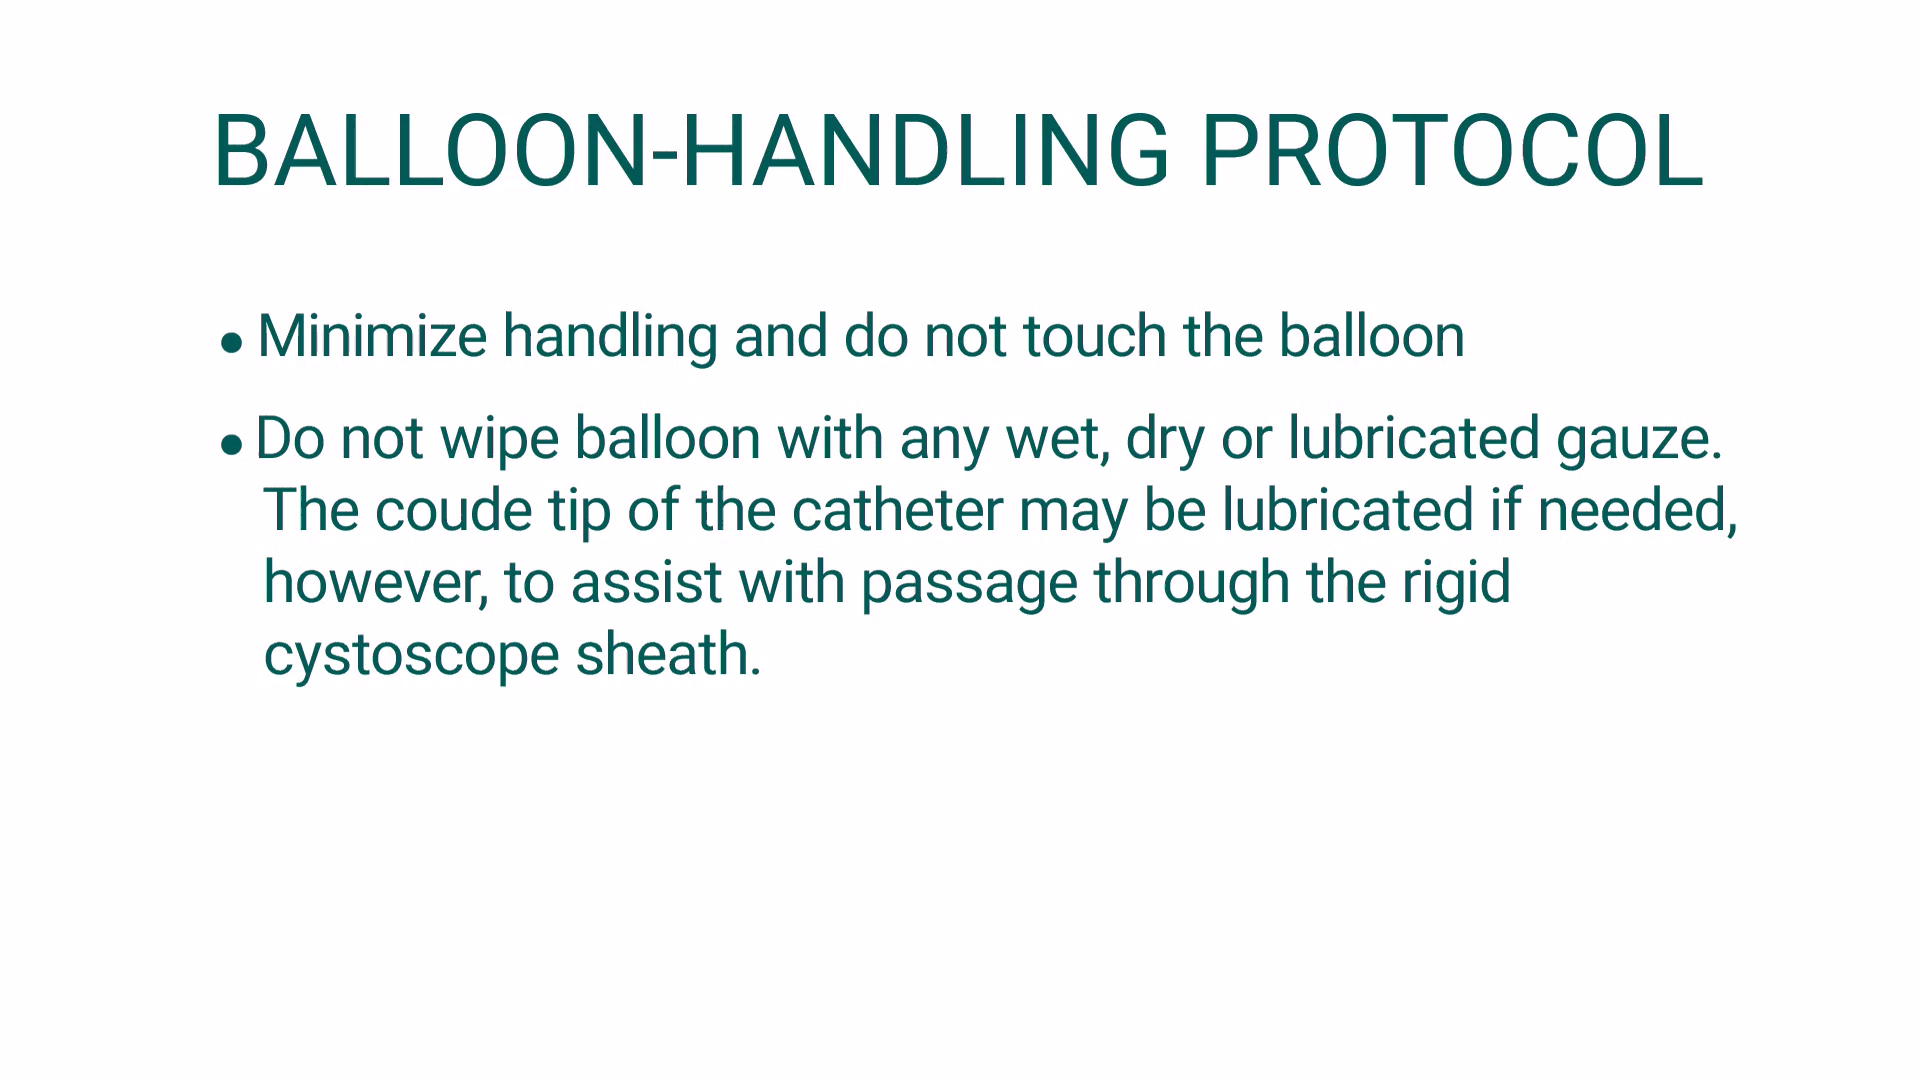 BALLOON-HANDLING PROTOCOL
• Minimize handling and do not touch the balloon
• Do not wipe balloon with any wet, dry or lubricated gauze.
The coude tip of the catheter may be lubricated if needed,
however, to assist with passage through the rigid
cystoscope sheath.